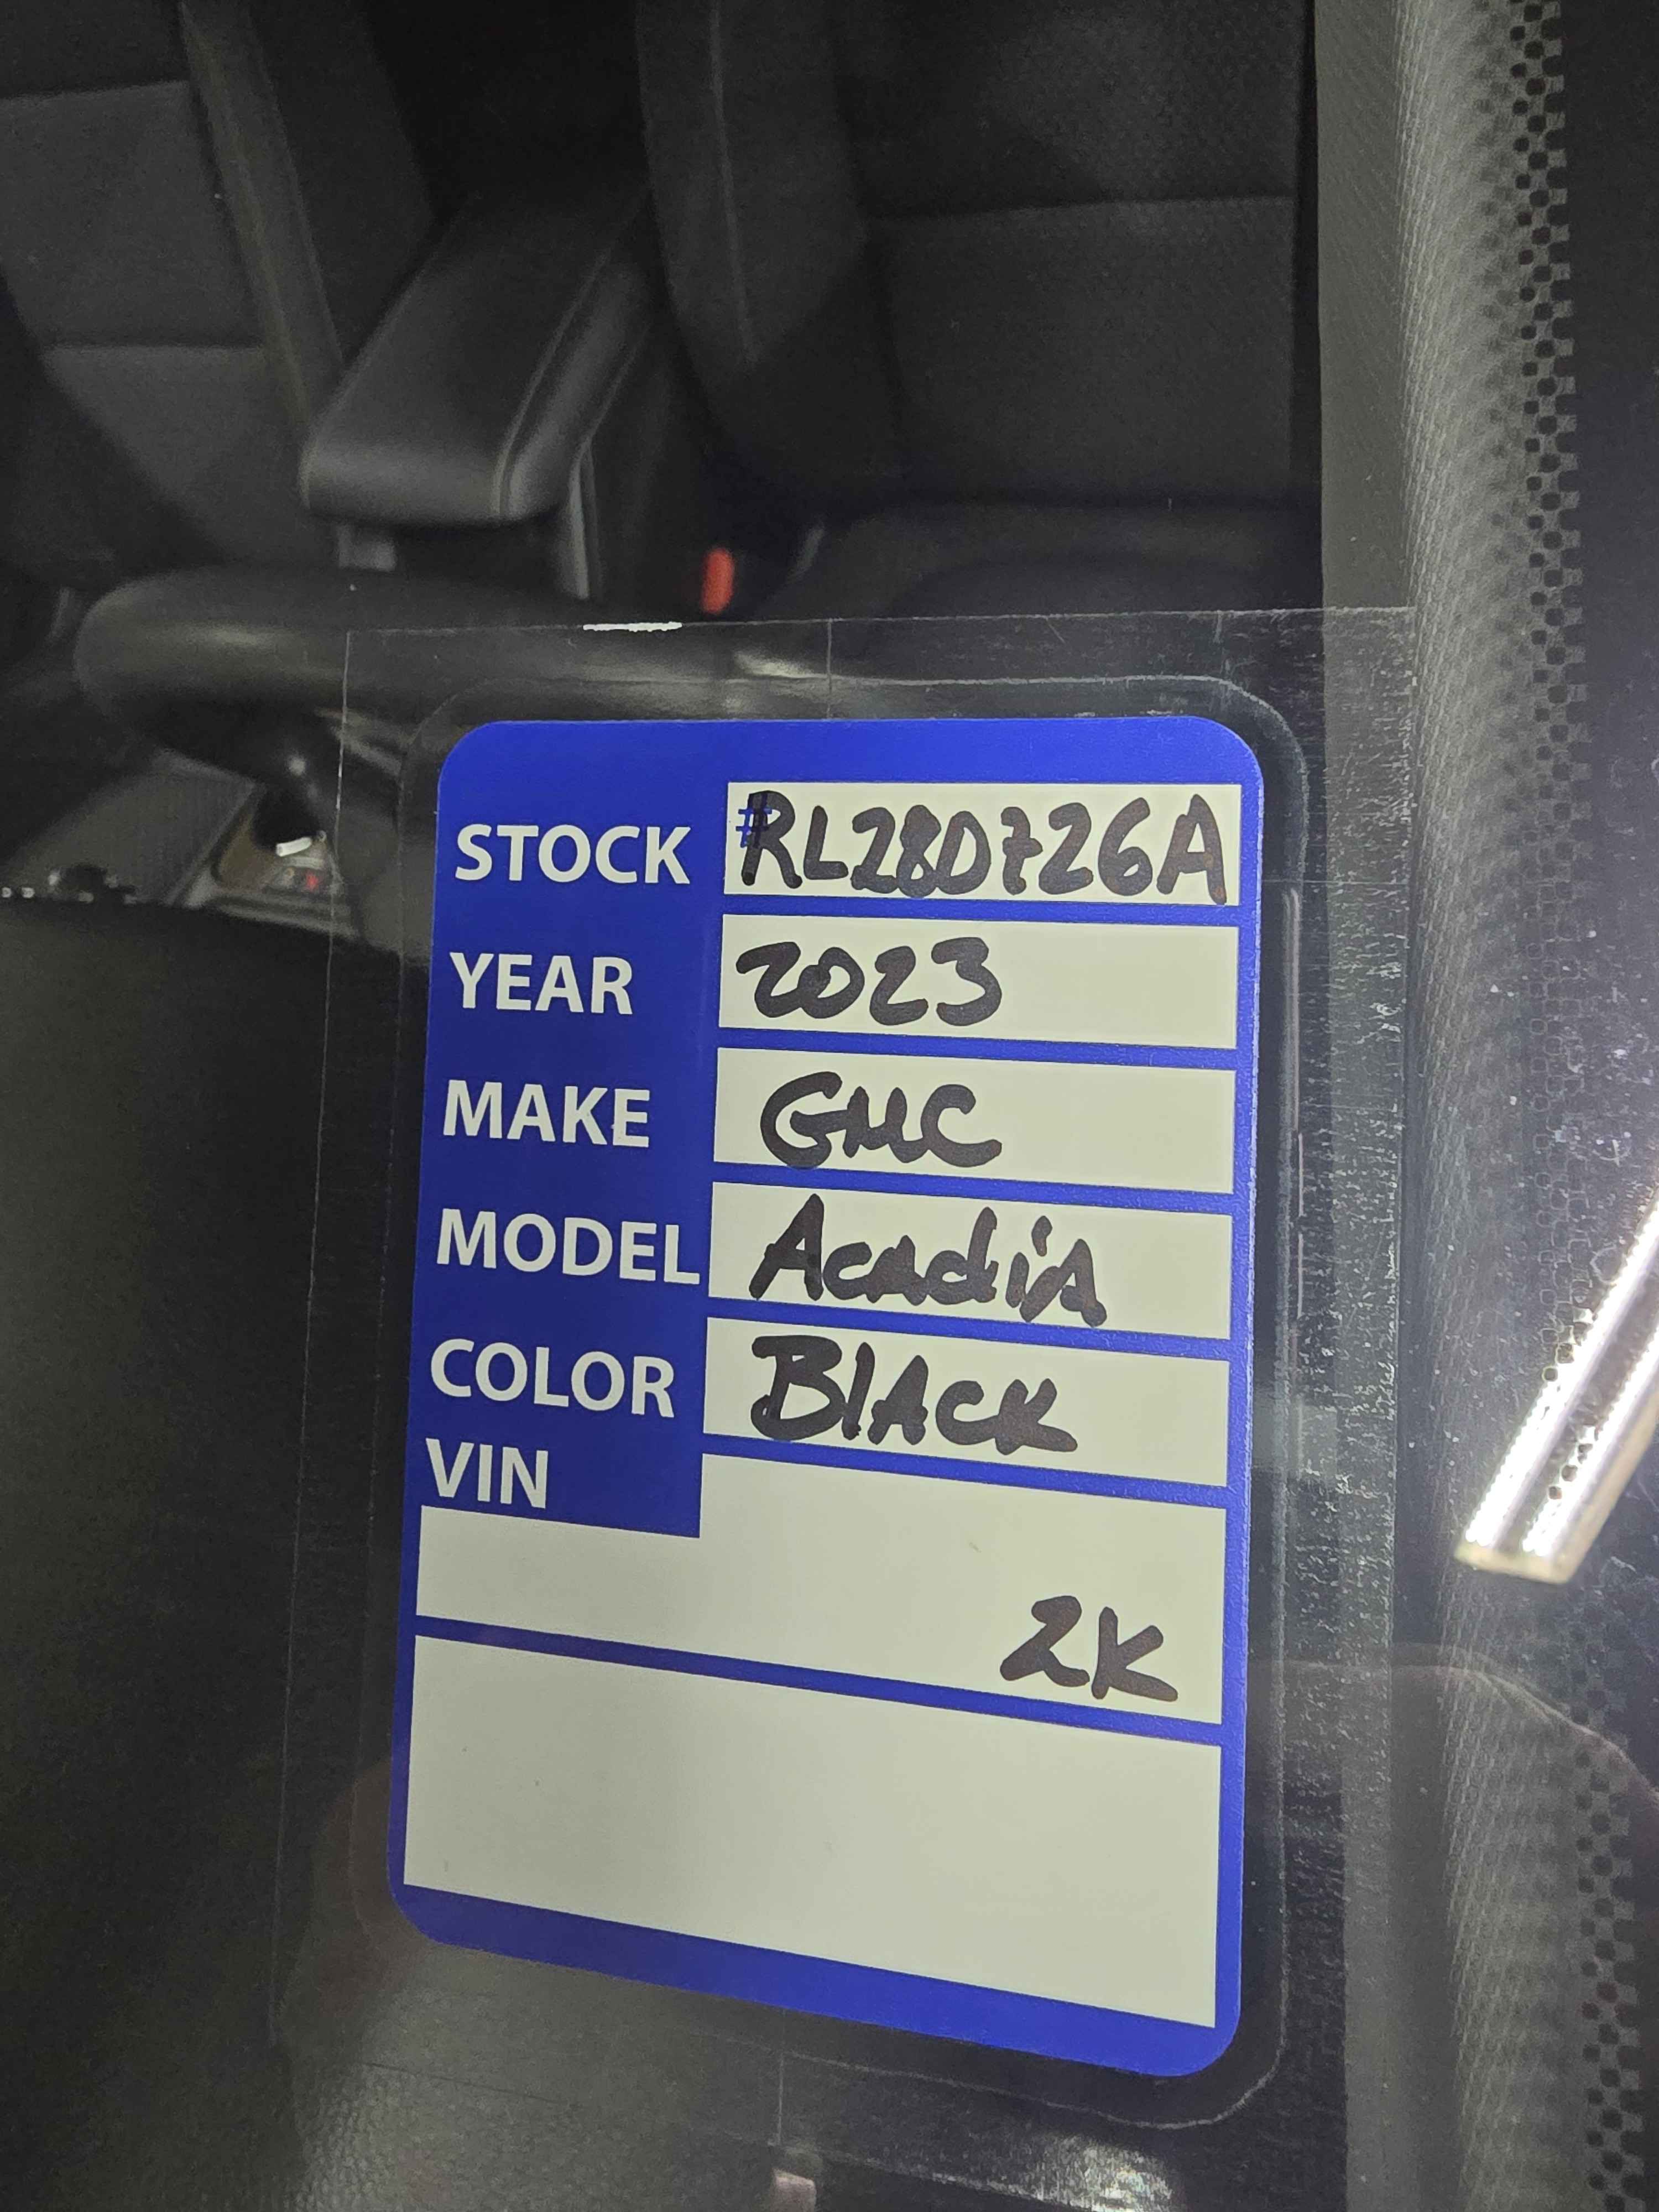 STOCK #RL28D726A
YEAR 2023
MAKE GMC
MODEL AcadiA
COLOR BlAcK
VIN
2K